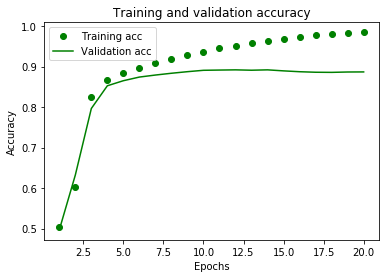 Training and validation accuracy
Training acc
Validation acc
1.0
0.9
0.8
0.7
0.6
0.5
Accuracy
2.5 5.0 7.5 10.0 12.5 15.0 17.5 20.0
Epochs